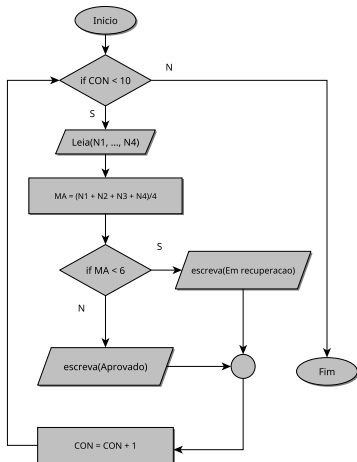 Inicio
if CON < 10
N
S
Leia(N1, ..., N4)
MA = (N1 + N2 + N3 + N4)/4
if MA < 6
S
escreva(Em recuperacao)
N
escreva(Aprovado)
Fim
CON = CON + 1